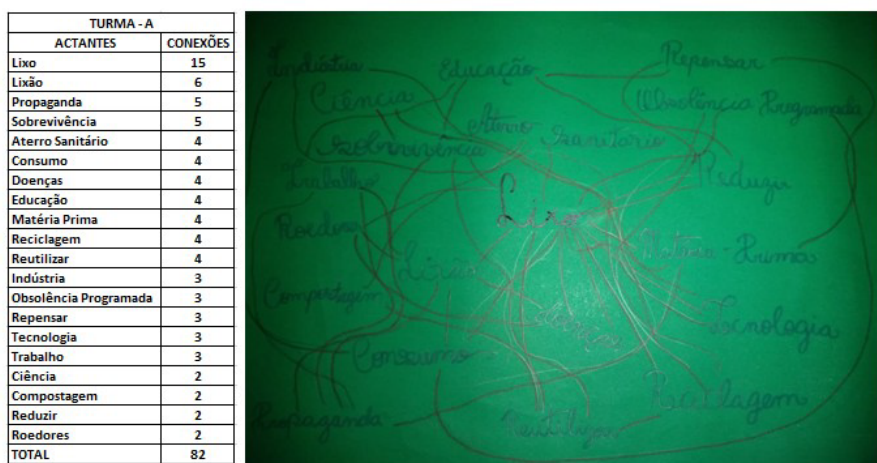 TURMA - A
ACTANTES CONEXÕES
Lixo 15
Lixão 6
Propaganda 5
Sobrevivência 5
Aterro Sanitário 4
Consumo 4
Doenças 4
Educação 4
Matéria Prima 4
Reciclagem 4
Reutilizar 4
Indústria 3
Obsolência Programada 3
Repensar 3
Tecnologia 3
Trabalho 3
Ciência 2
Compostagem 2
Reduzir 2
Roedores 2
TOTAL 82
Indústria Educação Repensar
Ciência Obsolência Programada
Sobrevivência Aterro Sanitário
Trabalho Reduzir
Lixo
Lixão Matéria-Prima
Compostagem
Tecnologia
Consumo
Reciclagem
Propaganda Reutilizar